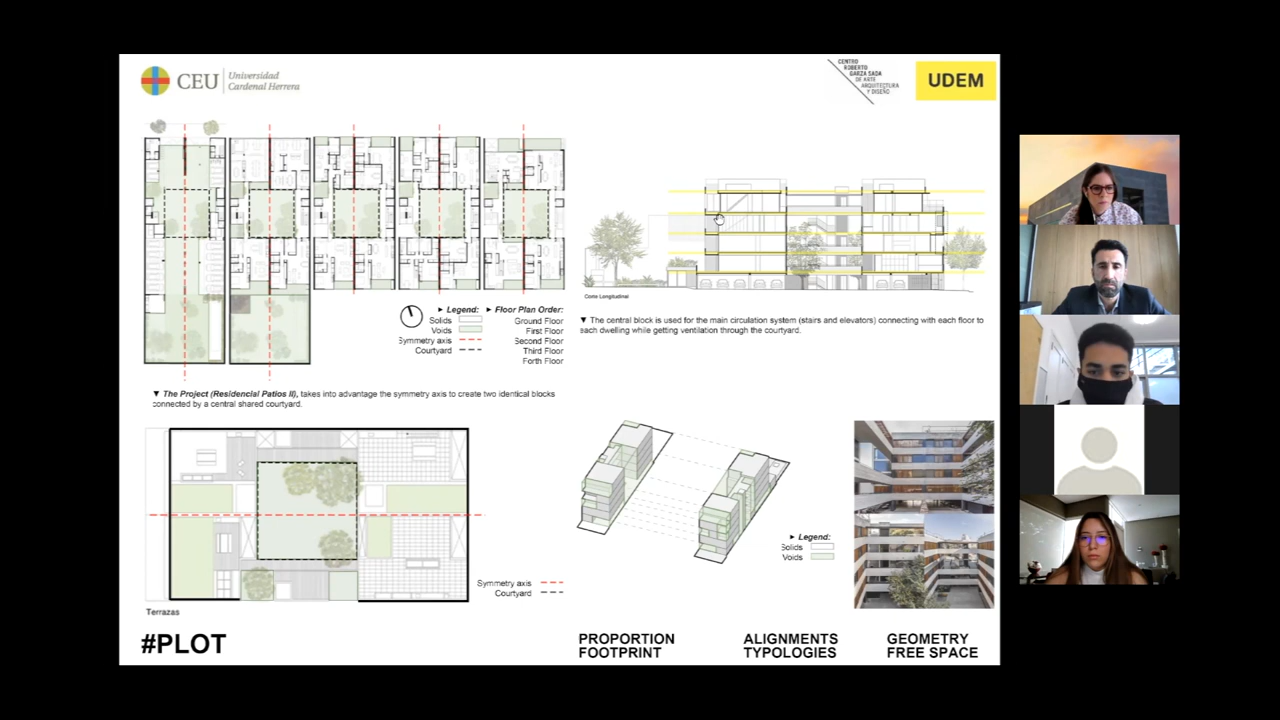 CEU
Universidad
Cardenal Herrera
CENTRO
ROBERTO
GARZA SADA
DE ARTE
ARQUITECTURA
Y DISEÑO
UDEM
► Legend:
Solids
Voids
Symmetry axis
Courtyard
► Floor Plan Order:
Ground Floor
First Floor
Second Floor
Third Floor
Forth Floor
Corte Longitudinal
▼ The central block is used for the main circulation system (stairs and elevators) connecting with each floor to
each dwelling while getting ventilation through the courtyard.
▼ The Project (Residencial Patios II), takes into advantage the symmetry axis to create two identical blocks
connected by a central shared courtyard.
► Legend:
Solids
Voids
Symmetry axis
Courtyard
Terrazas
#PLOT
PROPORTION
FOOTPRINT
ALIGNMENTS
TYPOLOGIES
GEOMETRY
FREE SPACE